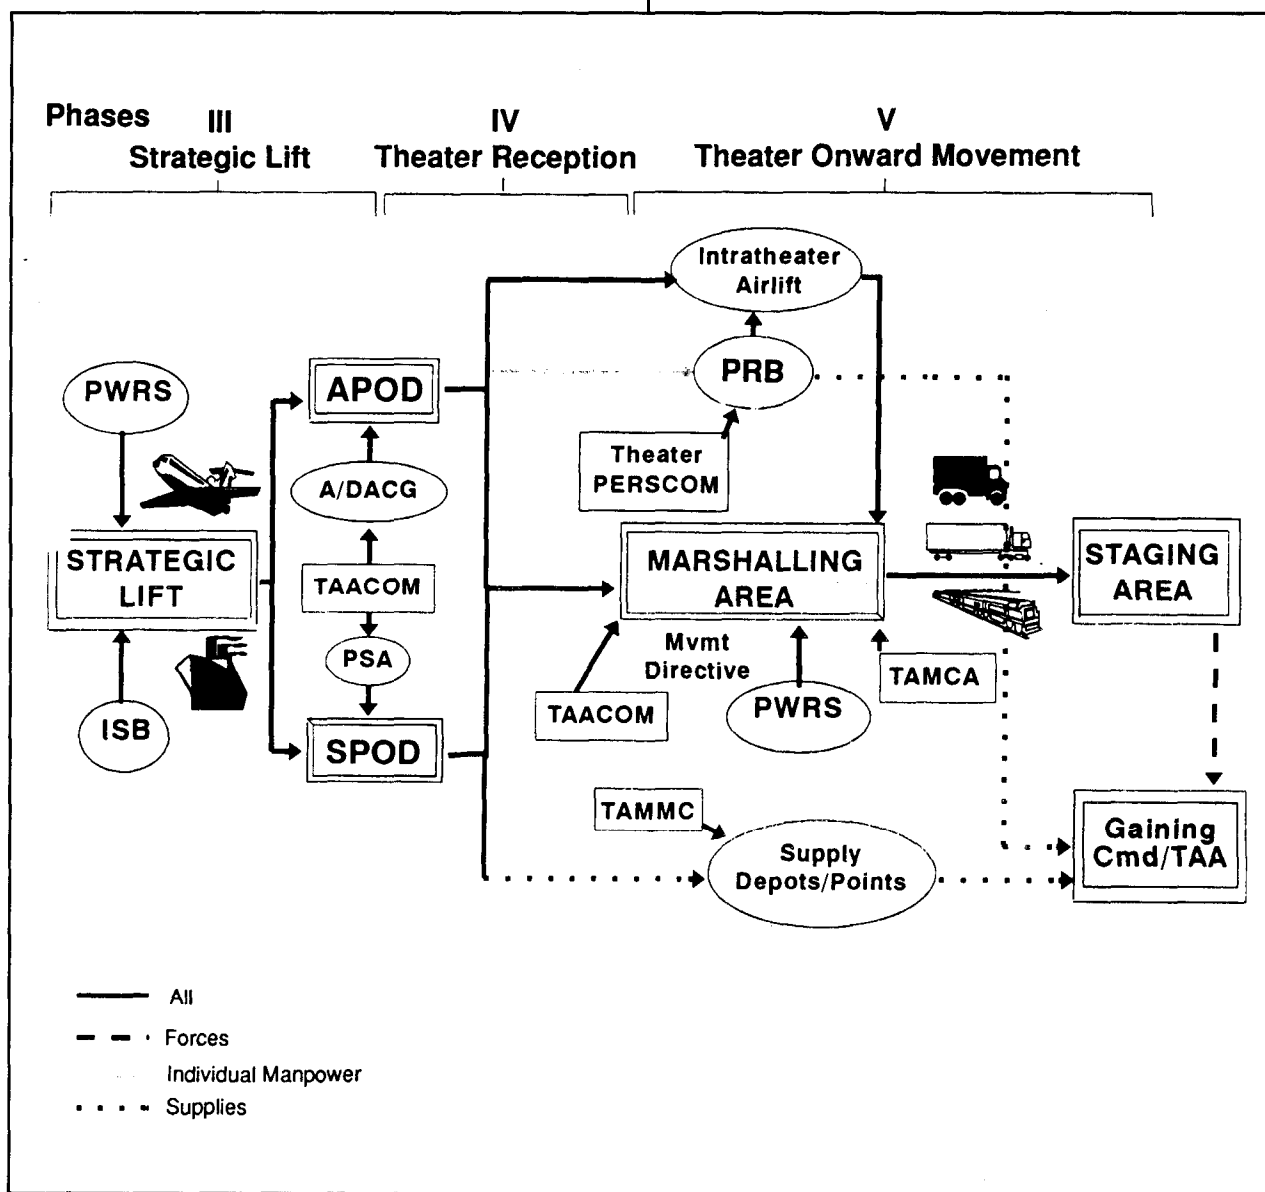 Phases
III
Strategic Lift
IV
Theater Reception
V
Theater Onward Movement
Intratheater
Airlift
PWRS
APOD
PRB
Theater
PERSCOM
A/DACG
STRATEGIC
LIFT
TAACOM
MARSHALLING
AREA
STAGING
AREA
PSA
Mvmt
Directive
TAMCA
ISB
SPOD
TAACOM
PWRS
TAMMC
Supply
Depots/Points
Gaining
Cmd/TAA
All
Forces
Individual Manpower
Supplies